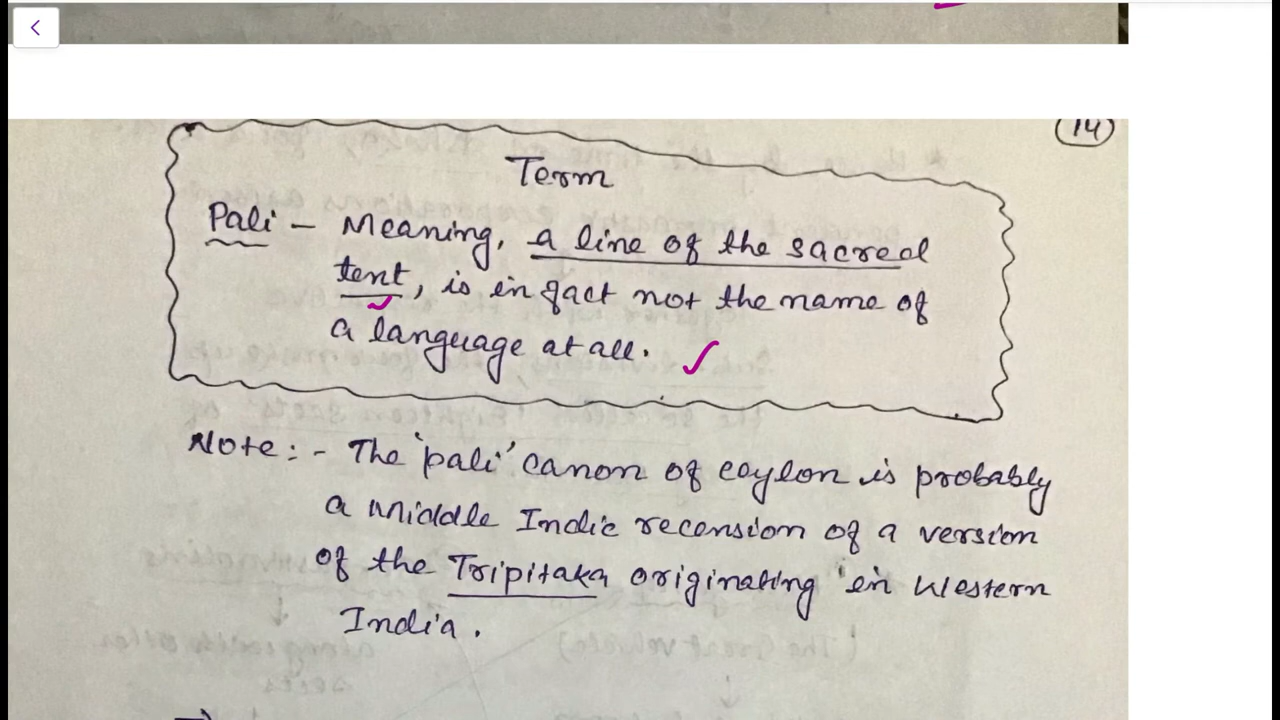 14
Term
Pali - Meaning, a line of the sacred
tent, is in fact not the name of
a language at all.
Note:- The 'pali' canon of ceylon is probably
a Middle Indic recension of a version
of the Tripitaka originating in Western
India.